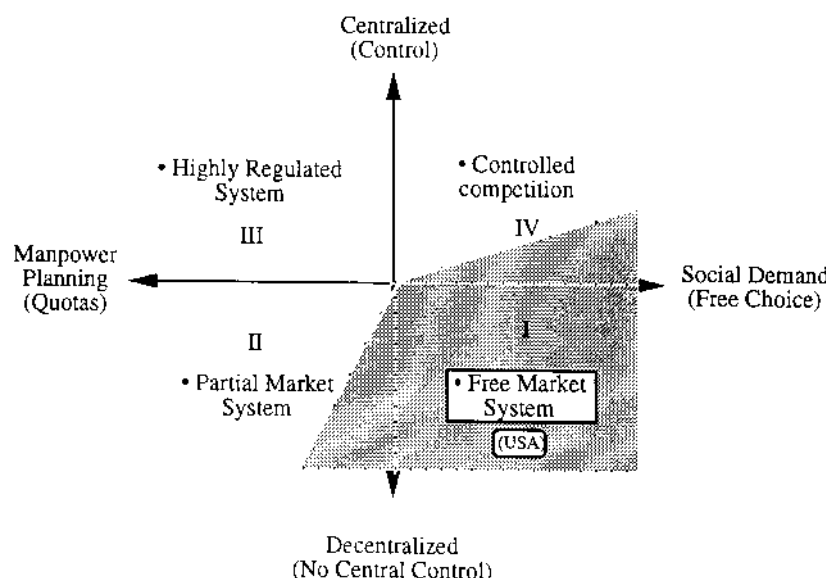 Centralized
(Control)
• Highly Regulated
System
III
• Controlled
competition
IV
Manpower
Planning
(Quotas)
Social Demand
(Free Choice)
II
• Partial Market
System
I
• Free Market
System
(USA)
Decentralized
(No Central Control)